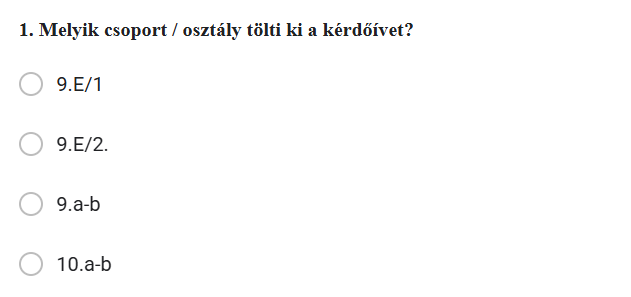 1. Melyik csoport / osztály tölti ki a kérdőívet?
9.E/1
9.E/2.
9.a-b
10.a-b